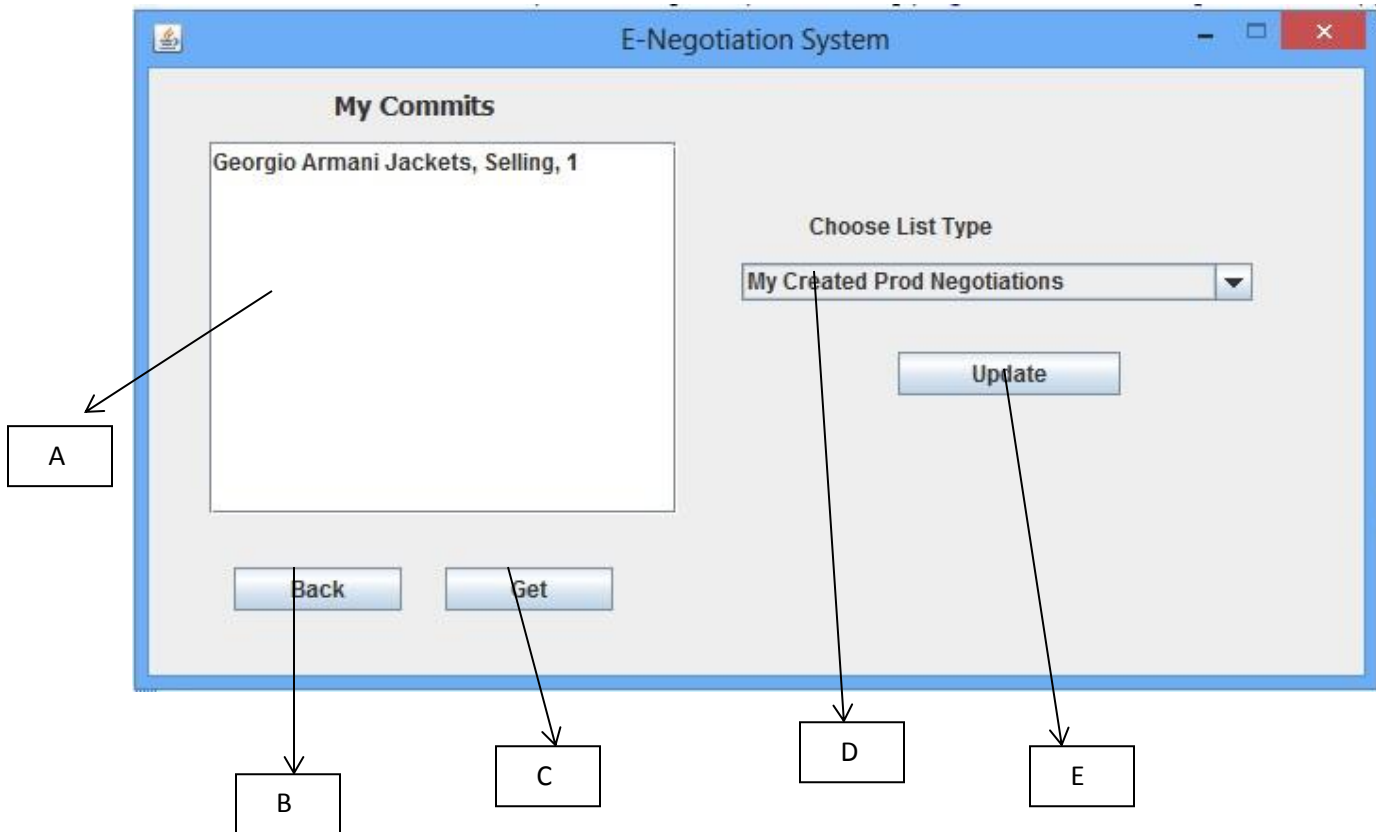 E-Negotiation System
My Commits
Georgio Armani Jackets, Selling, 1
Choose List Type
My Created Prod Negotiations
Update
A
Back
Get
D
C
E
B